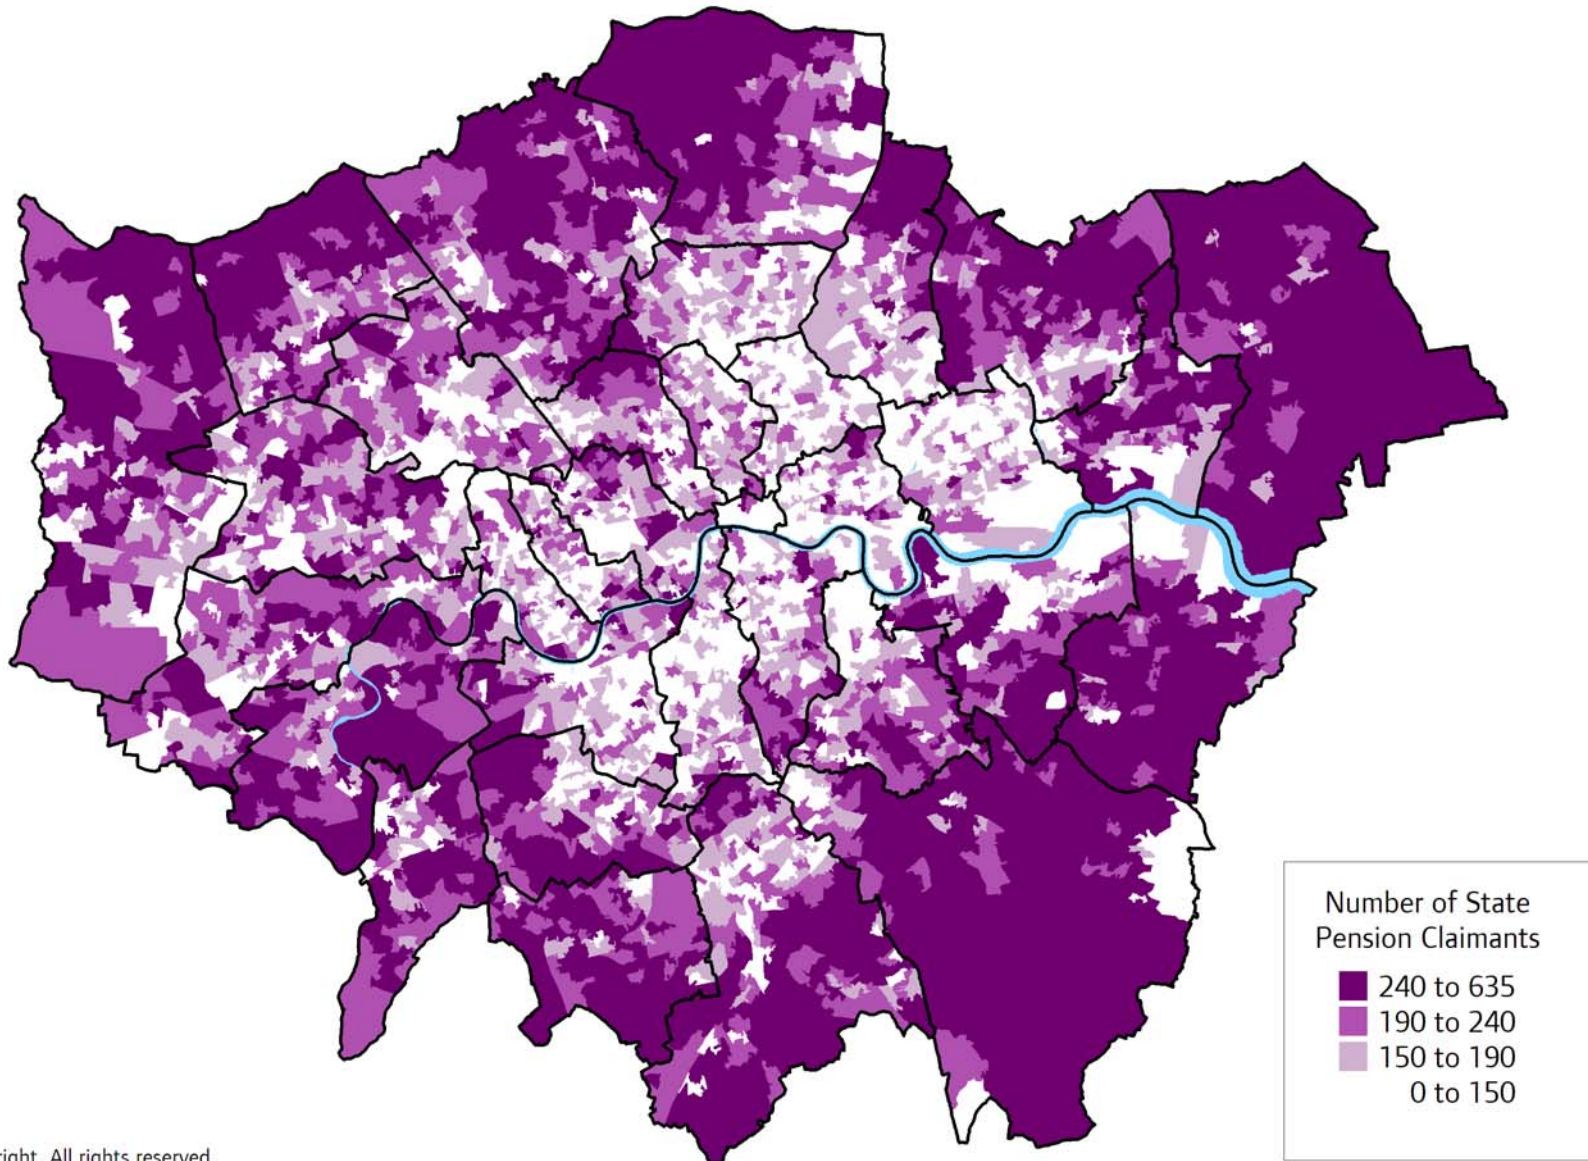 Number of State
Pension Claimants
240 to 635
190 to 240
150 to 190
0 to 150
All rights reserved